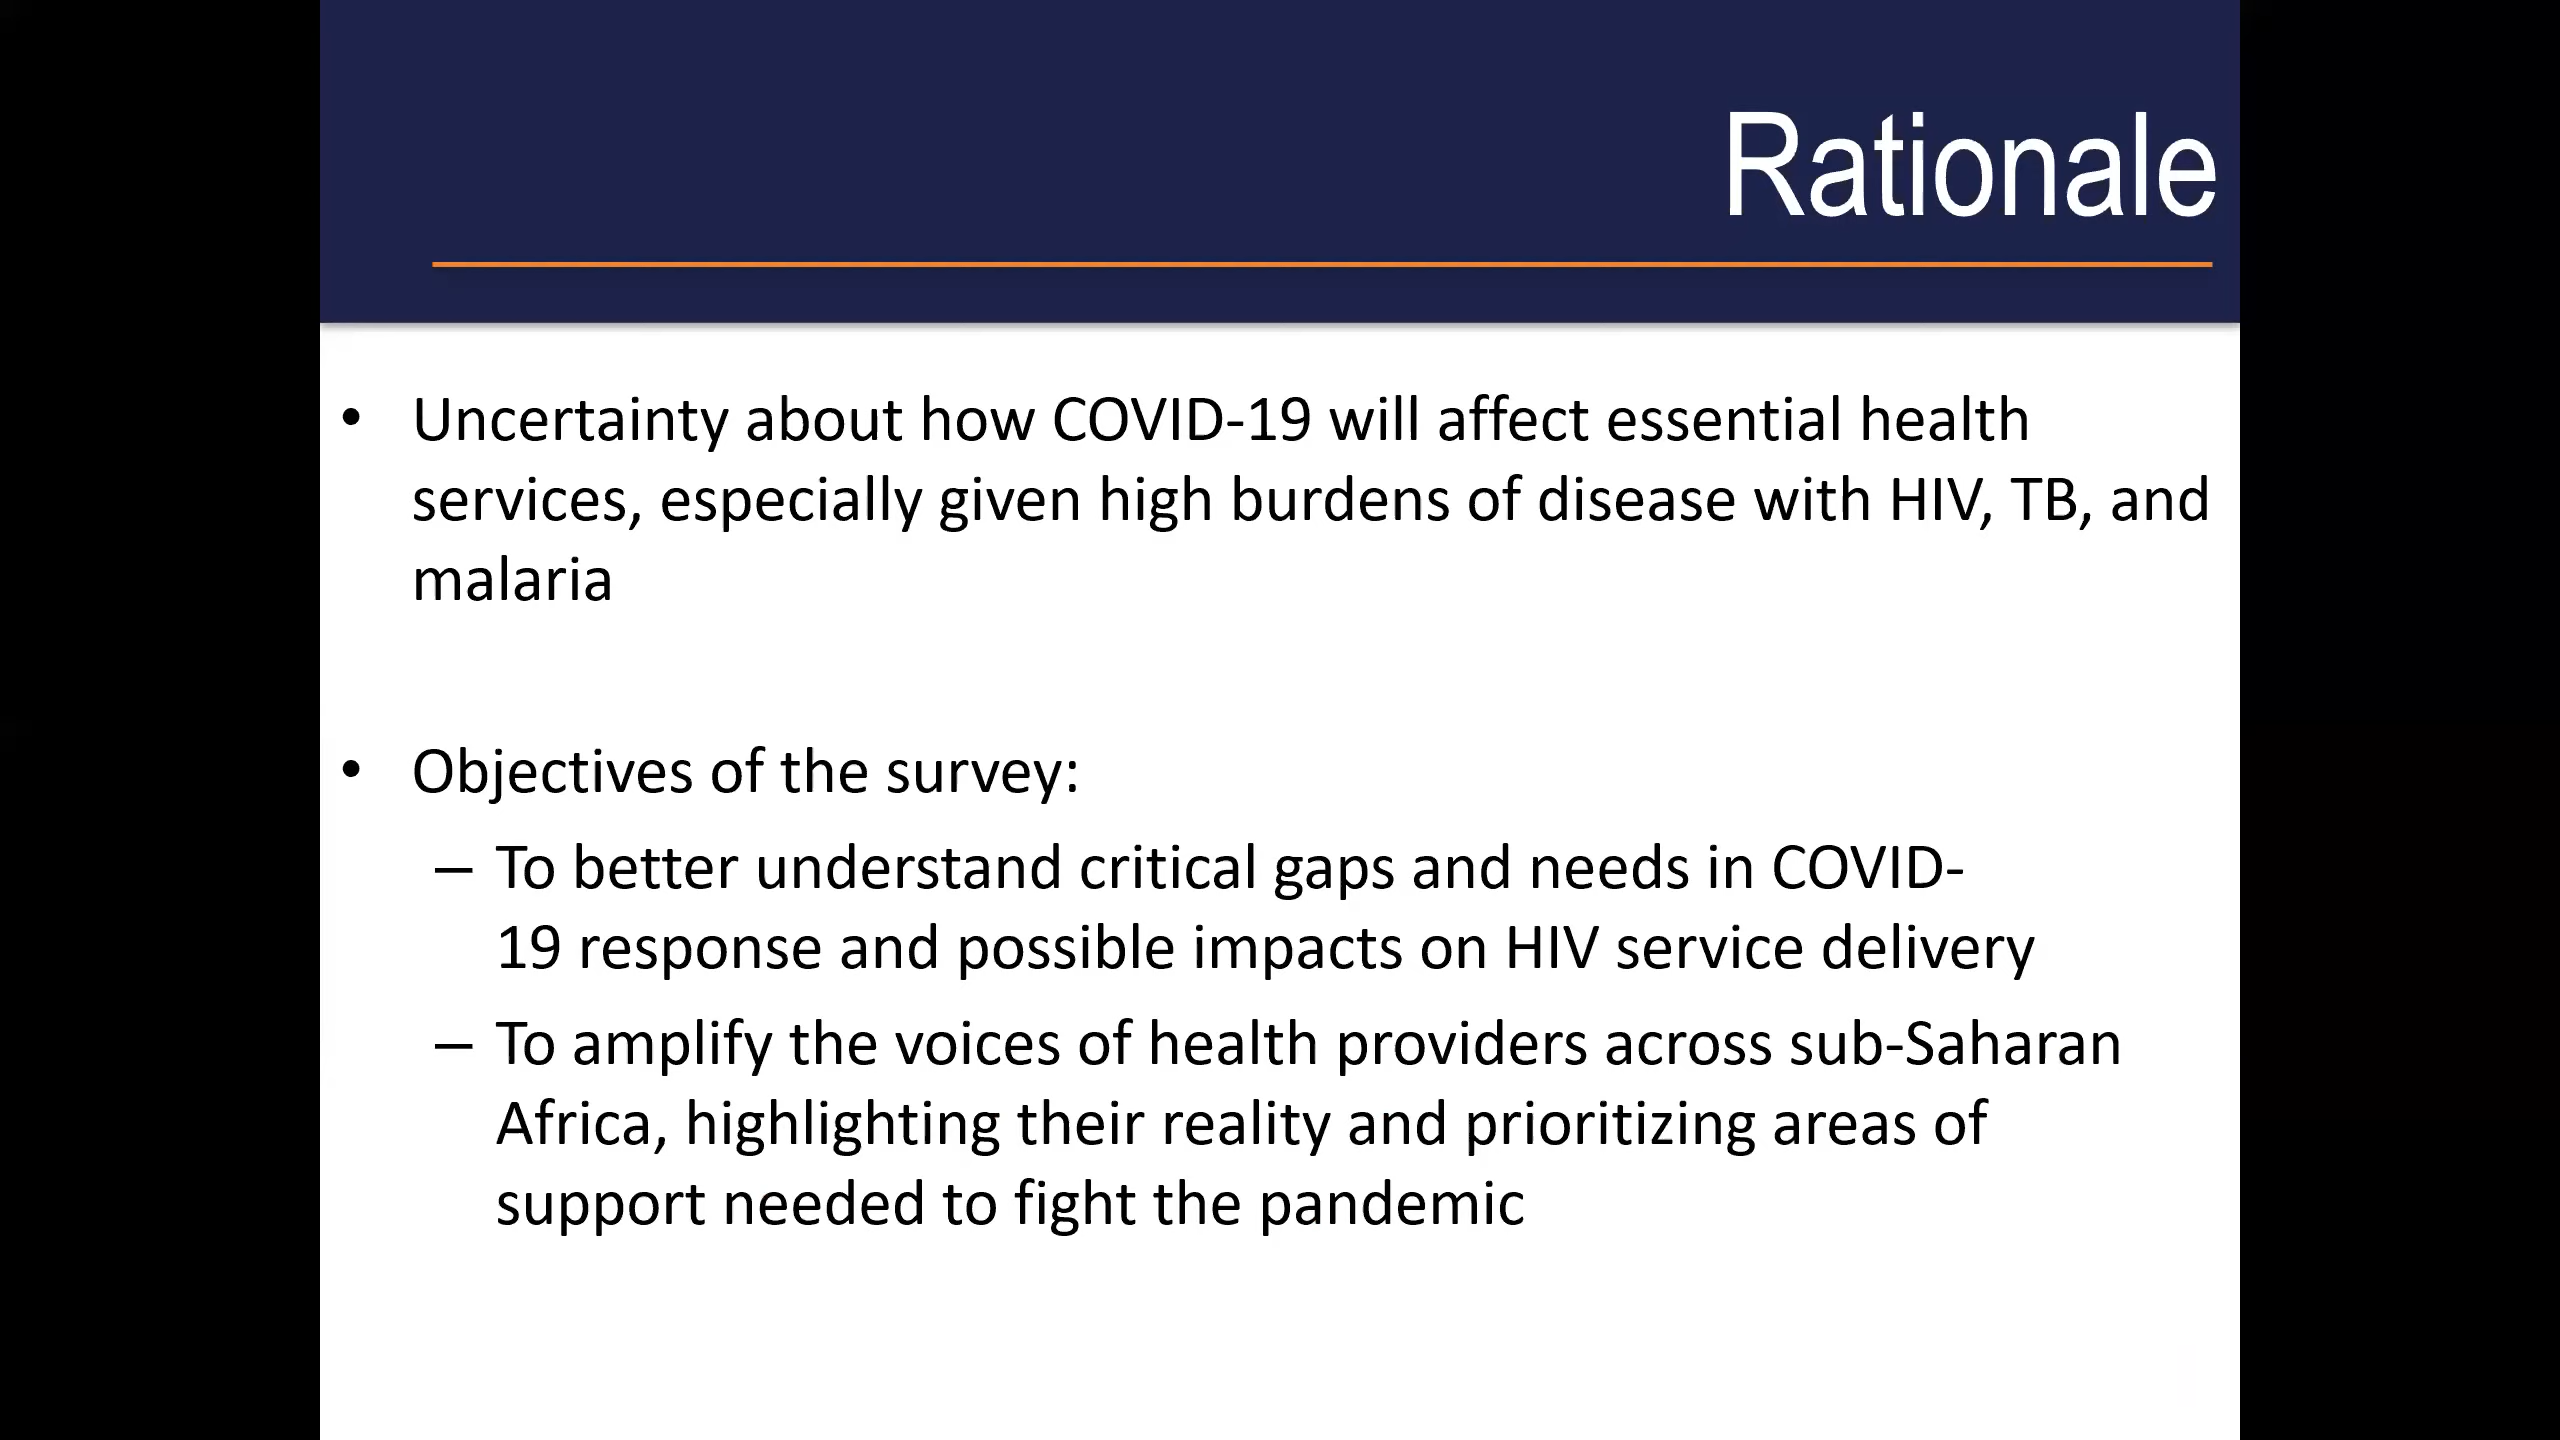 Rationale
• Uncertainty about how COVID-19 will affect essential health
services, especially given high burdens of disease with HIV, TB, and
malaria
• Objectives of the survey:
– To better understand critical gaps and needs in COVID-
19 response and possible impacts on HIV service delivery
– To amplify the voices of health providers across sub-Saharan
Africa, highlighting their reality and prioritizing areas of
support needed to fight the pandemic